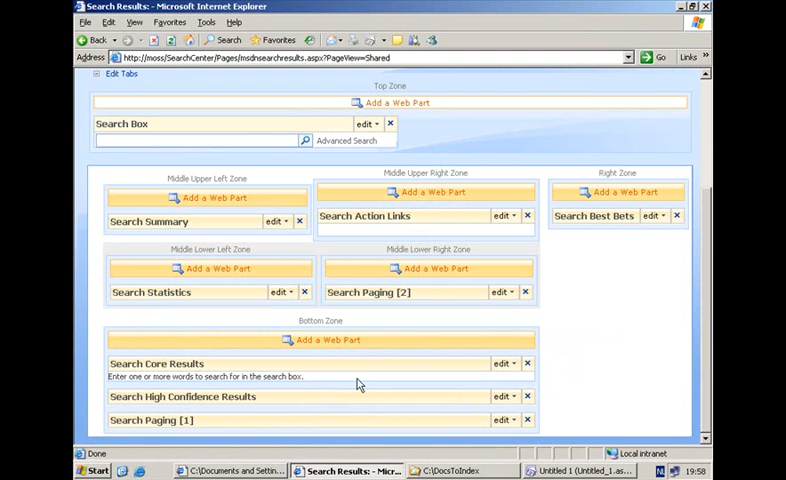 Search Results: - Microsoft Internet Explorer
File Edit View Favorites Tools Help
Back Search Favorites
Address http://moss/SearchCenter/Pages/msdnsearchresults.aspx?PageView=Shared Go Links
Edit Tabs
Top Zone
Add a Web Part
Search Box edit
Advanced Search
Middle Upper Left Zone Middle Upper Right Zone Right Zone
Add a Web Part Add a Web Part Add a Web Part
Search Summary edit Search Action Links edit Search Best Bets edit
Middle Lower Left Zone Middle Lower Right Zone
Add a Web Part Add a Web Part
Search Statistics edit Search Paging [2] edit
Bottom Zone
Add a Web Part
Search Core Results edit
Enter one or more words to search for in the search box.
Search High Confidence Results edit
Search Paging [1] edit
Done Local intranet
Start C:\Documents and Settin... Search Results: - Micr... C:\DocsToIndex Untitled 1 (Untitled_1.as... NL 19:58